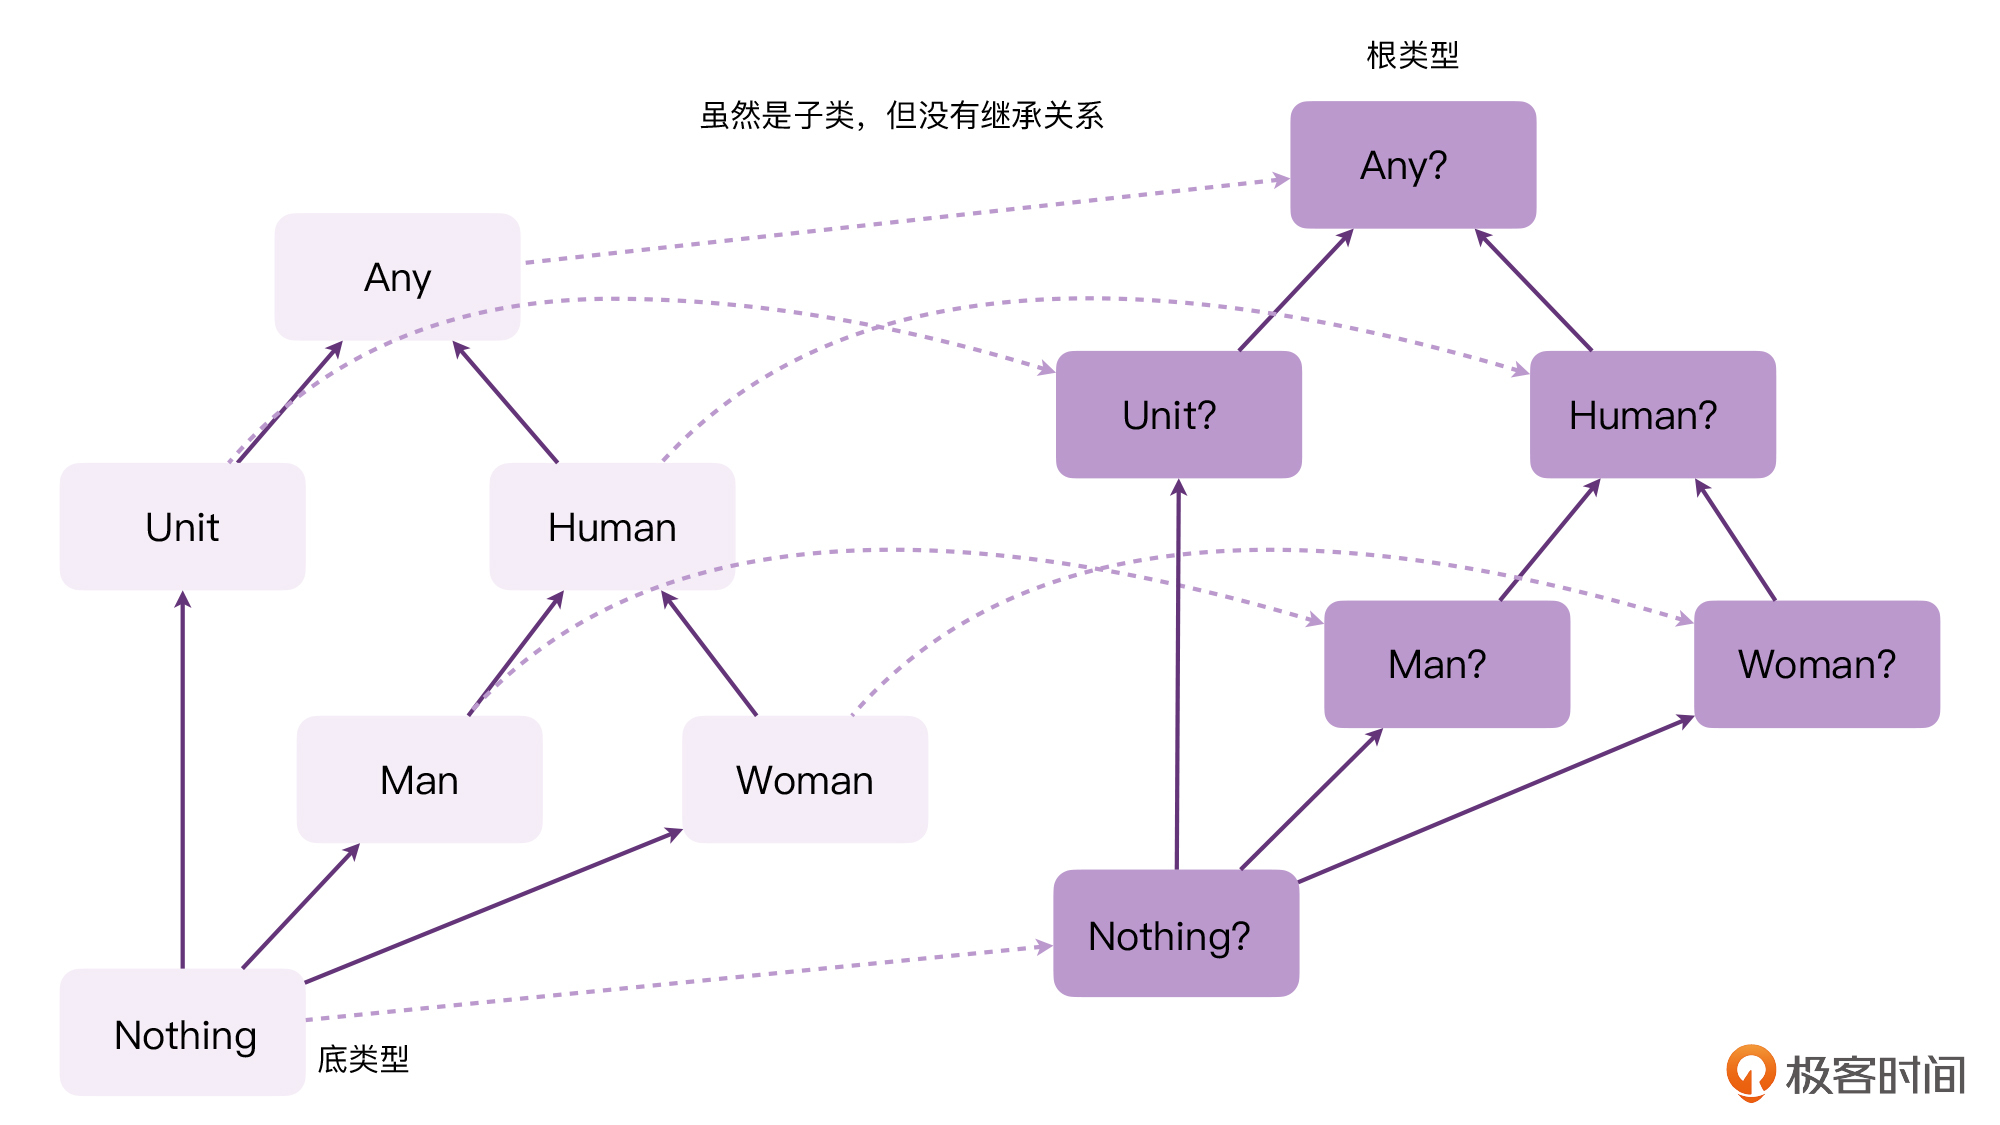 根类型
虽然是子类，但没有继承关系
Any?
Any
Unit?
Human?
Unit
Human
Man?
Woman?
Man
Woman
Nothing?
Nothing
底类型
极客时间